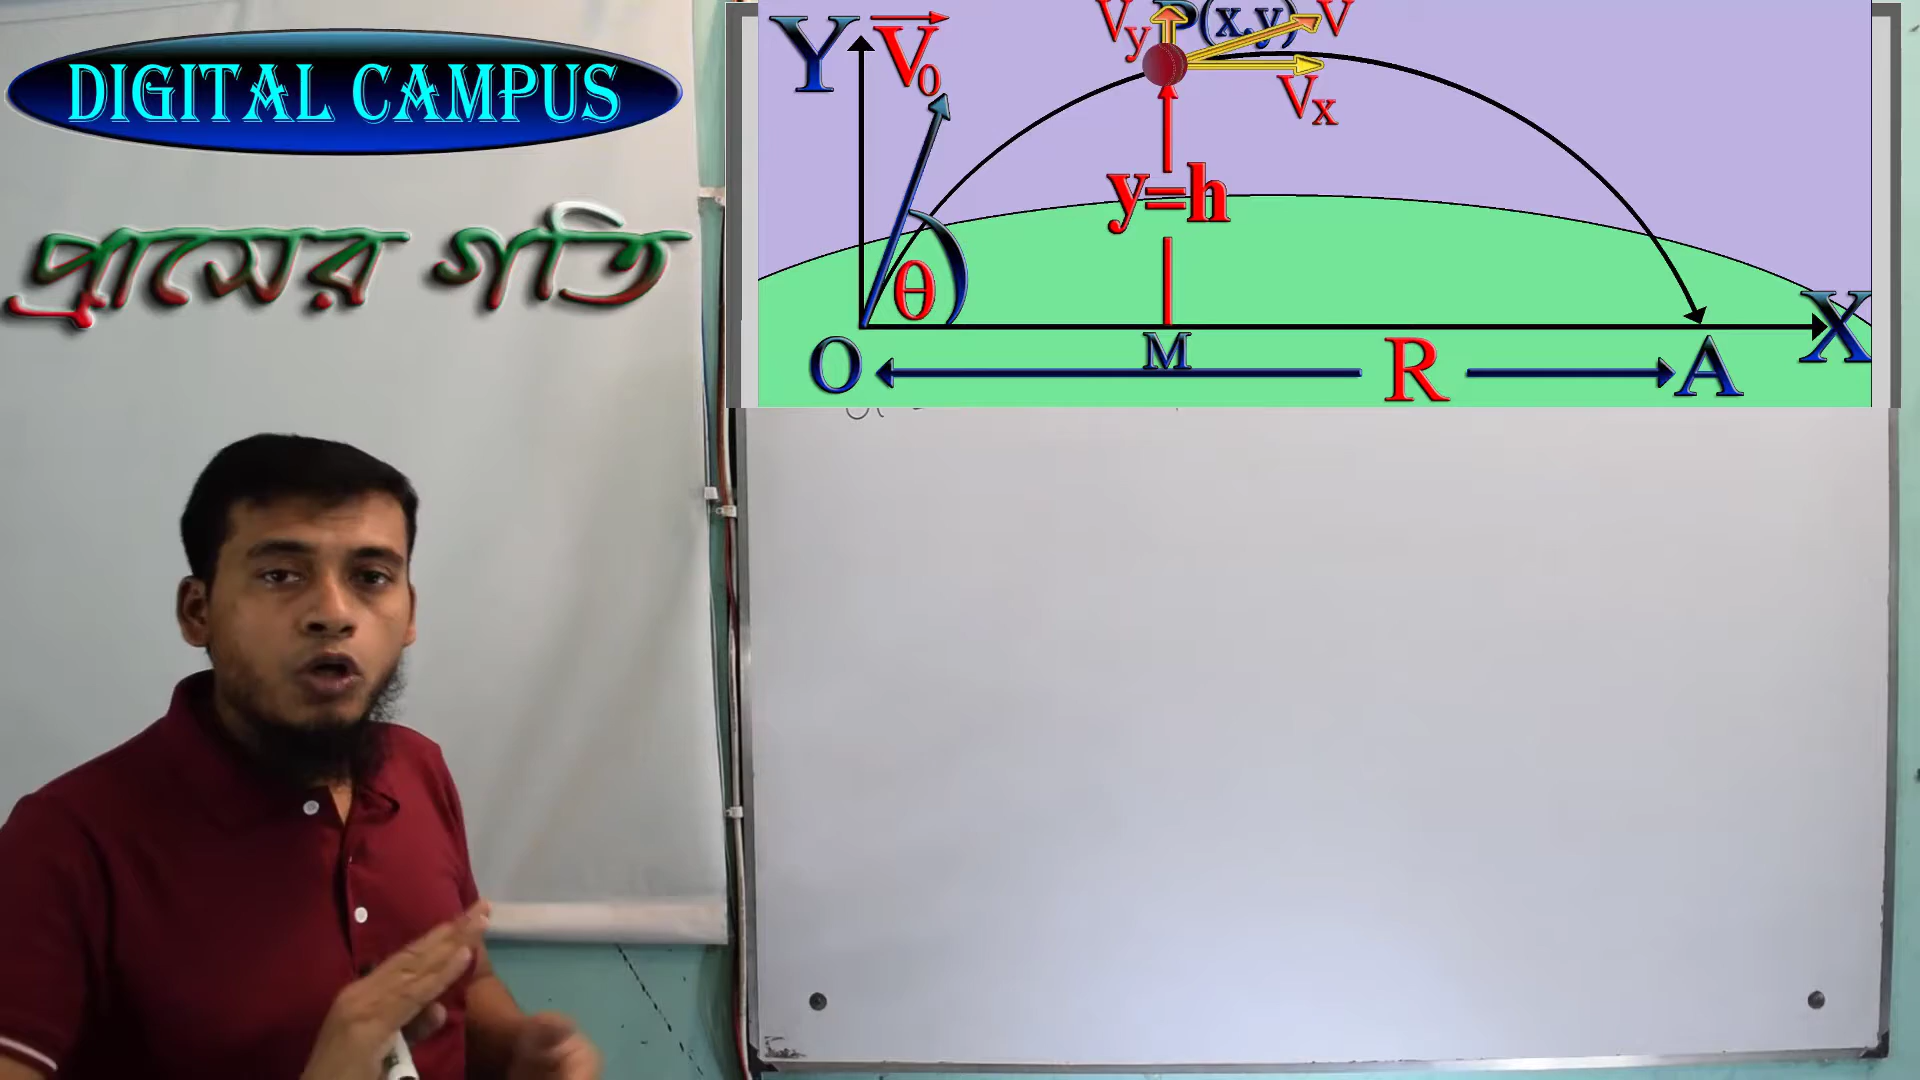 DIGITAL CAMPUS
প্রাসের গতি
Y V₀ Vy P(x,y) V
Vx
y=h
θ
X
O M R A